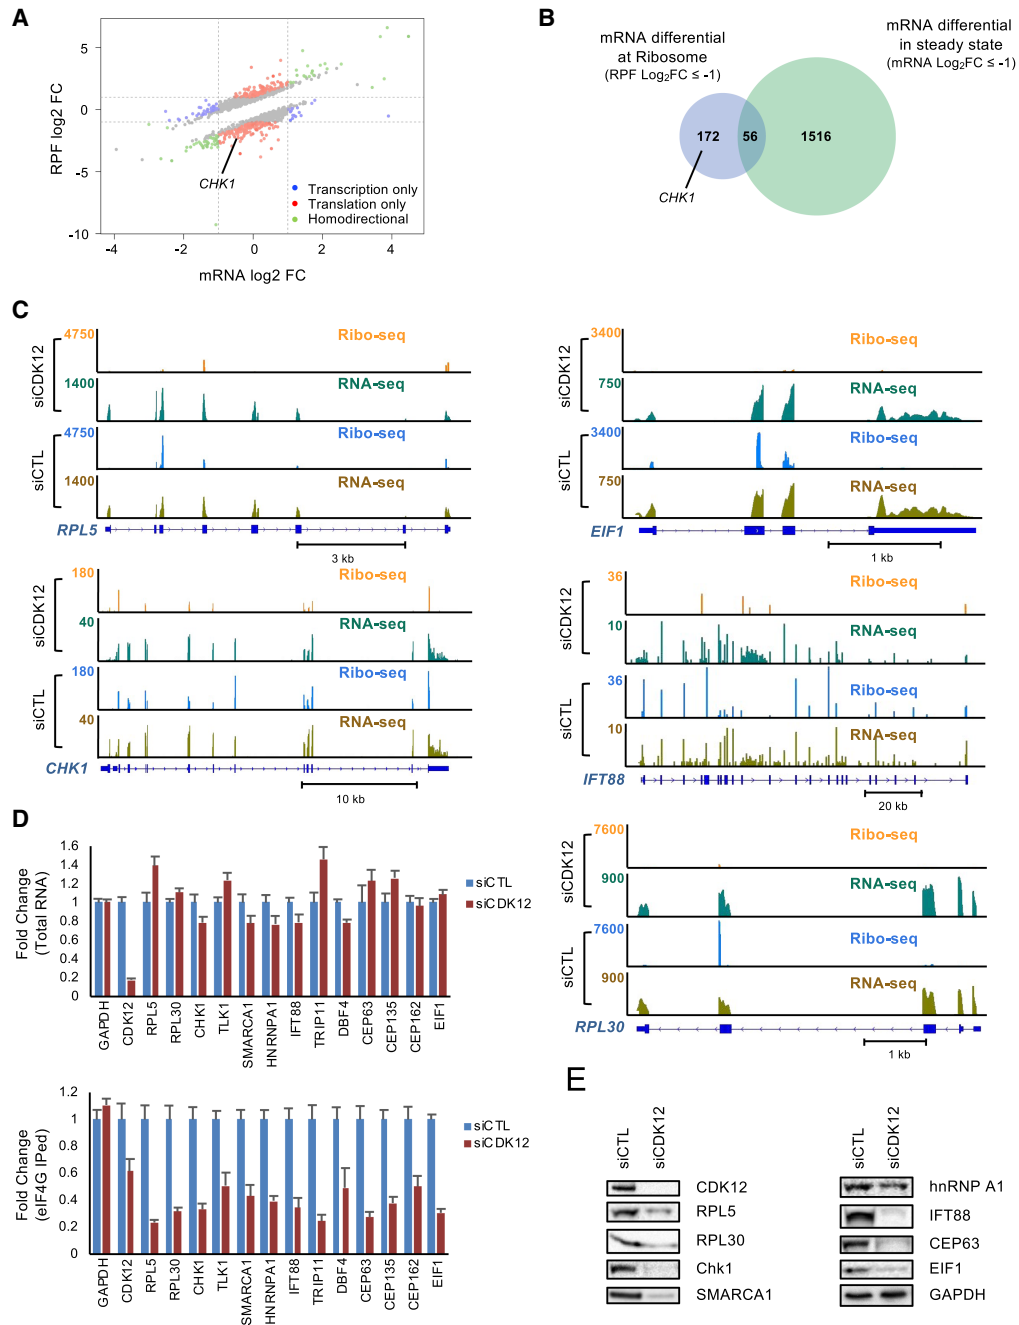 A
RPF log2 FC
5
0
-5
-10
-4
-2
0
2
4
mRNA log2 FC
CHK1
Transcription only
Translation only
Homodirectional
B
mRNA differential
at Ribosome
(RPF Log2FC ≤ -1)
mRNA differential
in steady state
(mRNA Log2FC ≤ -1)
172
56
1516
CHK1
C
siCDK12
siCTL
4750
Ribo-seq
1400
RNA-seq
4750
Ribo-seq
1400
RNA-seq
RPL5
3 kb
siCDK12
siCTL
180
Ribo-seq
40
RNA-seq
180
Ribo-seq
40
RNA-seq
CHK1
10 kb
siCDK12
siCTL
3400
Ribo-seq
750
RNA-seq
3400
Ribo-seq
750
RNA-seq
EIF1
1 kb
siCDK12
siCTL
36
Ribo-seq
10
RNA-seq
36
Ribo-seq
10
RNA-seq
IFT88
20 kb
siCDK12
siCTL
7600
Ribo-seq
900
RNA-seq
7600
Ribo-seq
900
RNA-seq
RPL30
1 kb
D
Fold Change
(Total RNA)
1.6
1.4
1.2
1
0.8
0.6
0.4
0.2
0
siCTL
siCDK12
GAPDH
CDK12
RPL5
RPL30
CHK1
TLK1
SMARCA1
HNRNPA1
IFT88
TRIP11
DBF4
CEP63
CEP135
CEP162
EIF1
Fold Change
(eIF4G IPed)
1.2
1
0.8
0.6
0.4
0.2
0
siCTL
siCDK12
GAPDH
CDK12
RPL5
RPL30
CHK1
TLK1
SMARCA1
HNRNPA1
IFT88
TRIP11
DBF4
CEP63
CEP135
CEP162
EIF1
E
siCTL
siCDK12
CDK12
RPL5
RPL30
Chk1
SMARCA1
siCTL
siCDK12
hnRNP A1
IFT88
CEP63
EIF1
GAPDH